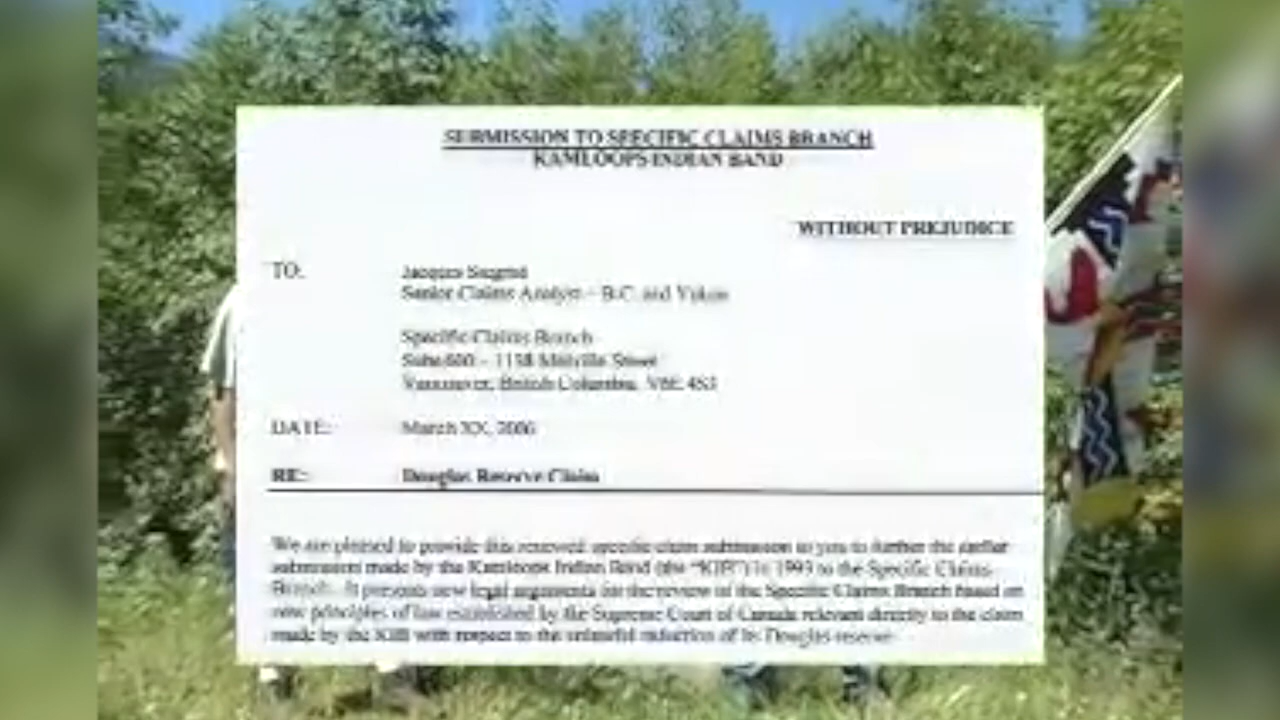 SUBMISSION TO SPECIFIC CLAIMS BRANCH
KAMLOOPS INDIAN BAND
WITHOUT PREJUDICE
TO:
Jacques
Senior Claims Analyst – B.C. and Yukon
Specific Claims Branch
Suite 600 – 1138 Melville Street
Vancouver, British Columbia, V6E 4S3
DATE: March XX, 2006
RE: Douglas Reserve Claim
We are pleased to provide this renewed specific claim submission to you to further the earlier
submission made by the Kamloops Indian Band (the "KIB") in 1993 to the Specific Claims
Branch. It presents new legal arguments for the review of the Specific Claims Branch based on
new principles of law established by the Supreme Court of Canada relevant directly to the claim
made by the KIB with respect to the unlawful reduction of its Douglas reserve.